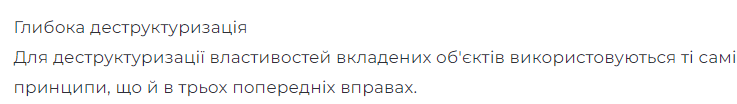 Глибока деструктуризація
Для деструктуризації властивостей вкладених об'єктів використовуються ті самі
принципи, що й в трьох попередніх вправах.